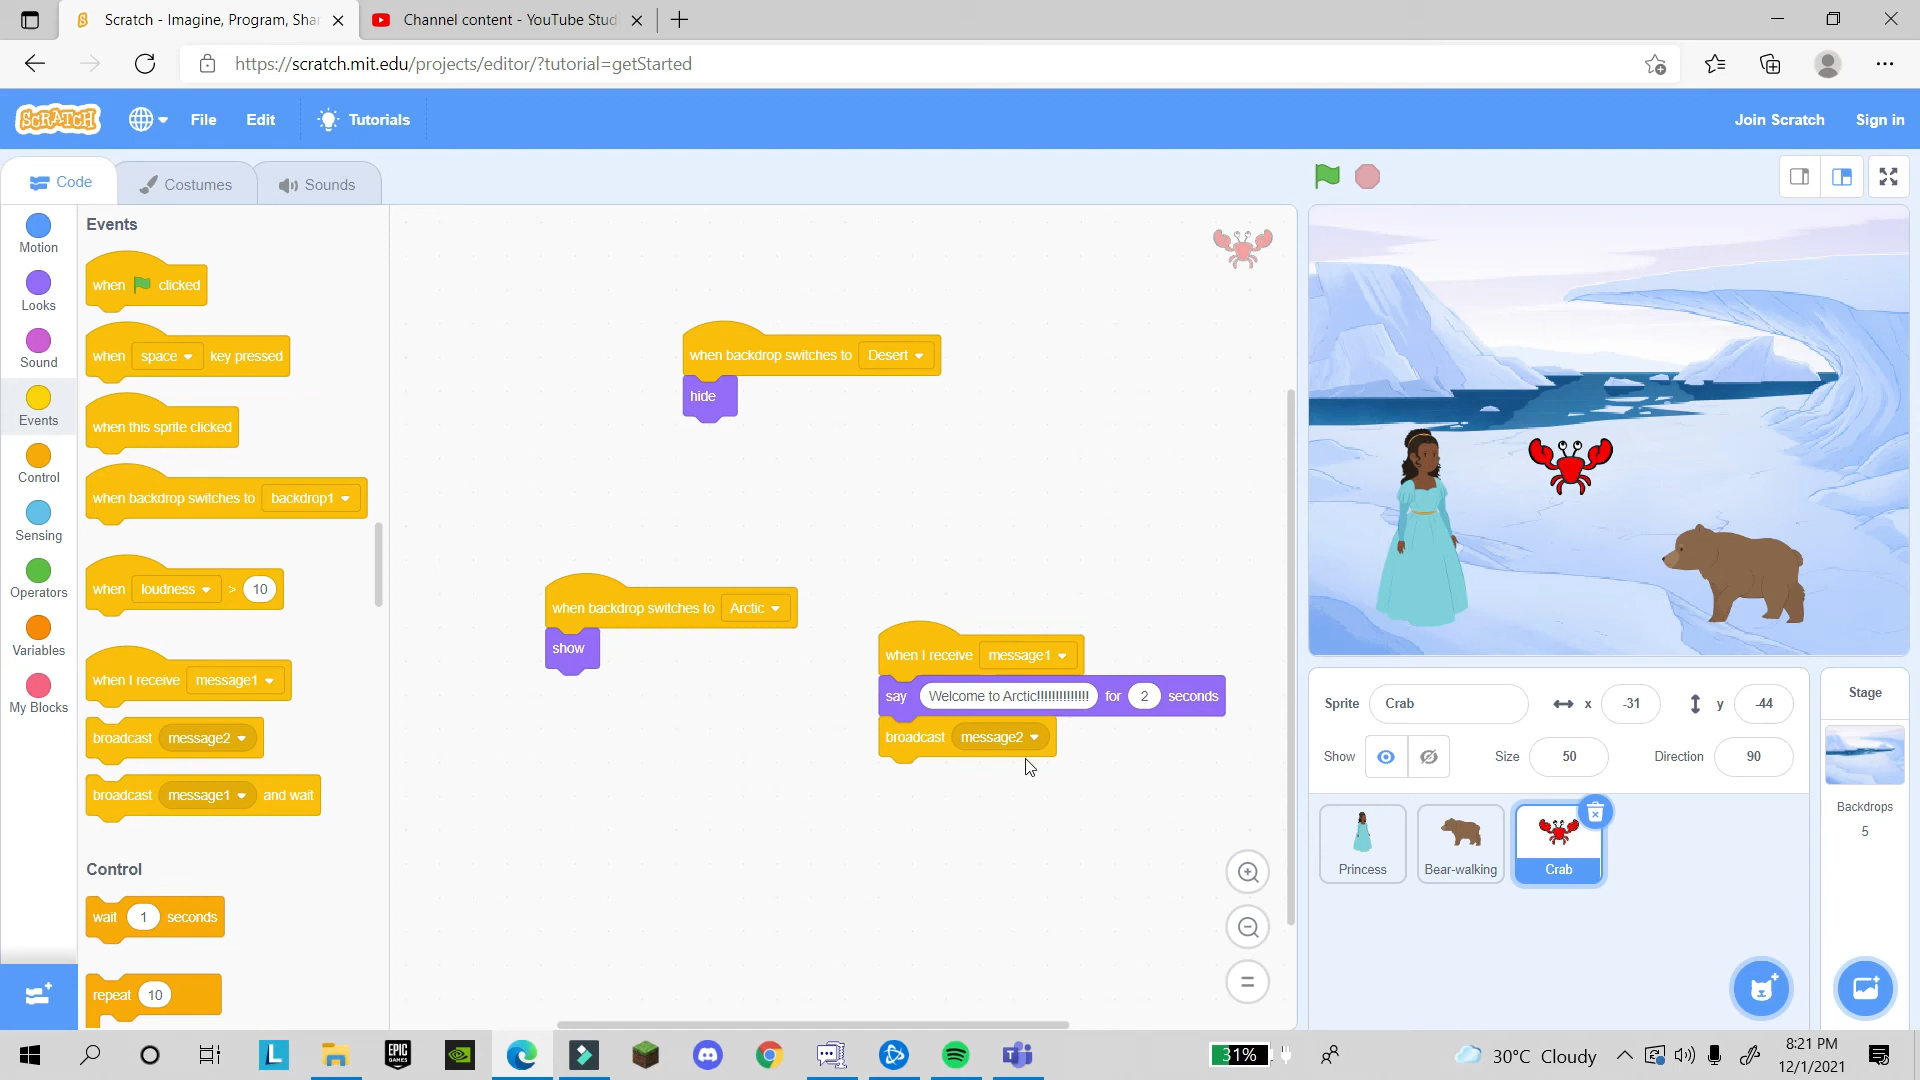 Scratch - Imagine, Program, Sha
Channel content - YouTube Stud
https://scratch.mit.edu/projects/editor/?tutorial=getStarted
SCRATCH
File
Edit
Tutorials
Join Scratch
Sign in
Code
Costumes
Sounds
Motion
Looks
Sound
Events
Control
Sensing
Operators
Variables
My Blocks
Events
when clicked
when space key pressed
when this sprite clicked
when backdrop switches to backdrop1
when loudness > 10
when I receive message1
broadcast message2
broadcast message1 and wait
Control
wait 1 seconds
repeat 10
when backdrop switches to Desert
hide
when backdrop switches to Arctic
show
when I receive message1
say Welcome to Arctic!!!!!!!!!!!!!! for 2 seconds
broadcast message2
Sprite Crab x -31 y -44
Show Size 50 Direction 90
Princess
Bear-walking
Crab
Stage
Backdrops
5
L
EPIC
GAMES
31%
30°C Cloudy
8:21 PM
12/1/2021